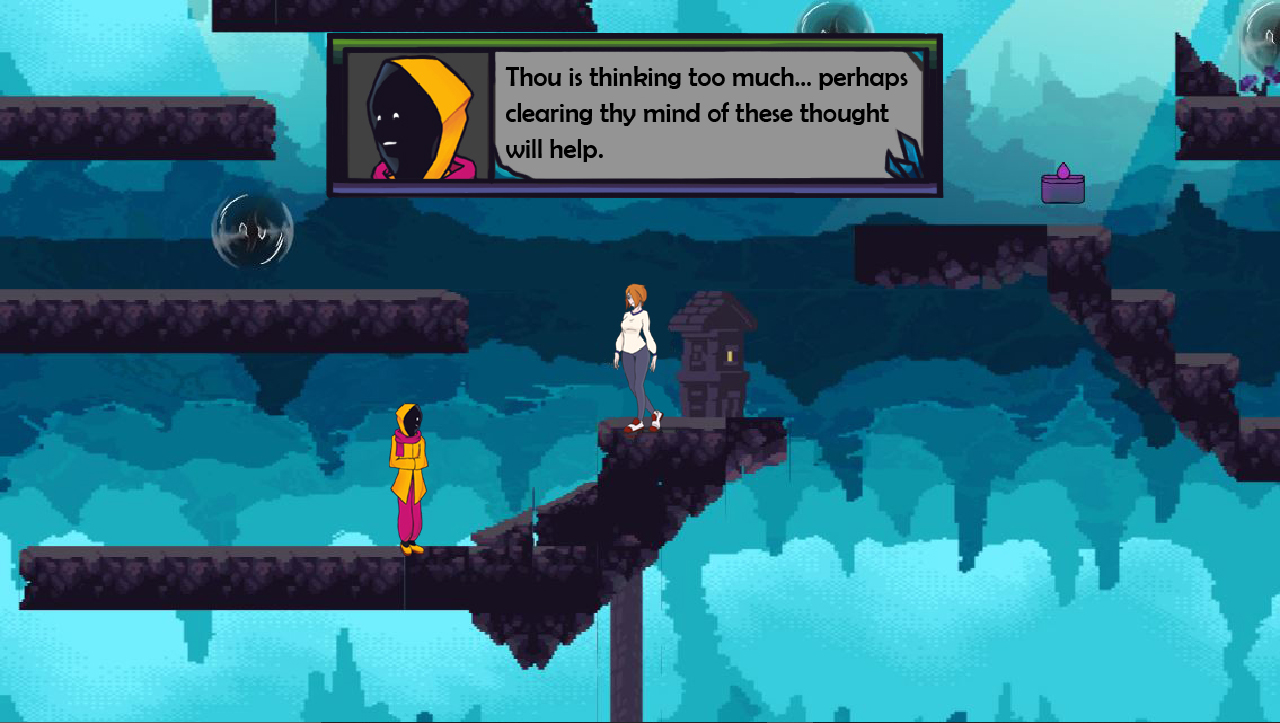 Thou is thinking too much... perhaps
clearing thy mind of these thought
will help.